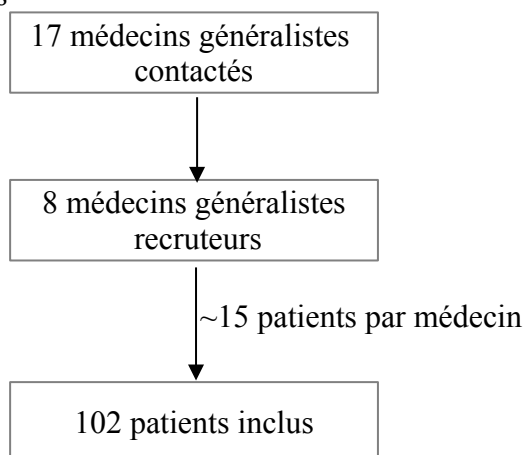 17 médecins généralistes
contactés
8 médecins généralistes
recruteurs
~15 patients par médecin
102 patients inclus